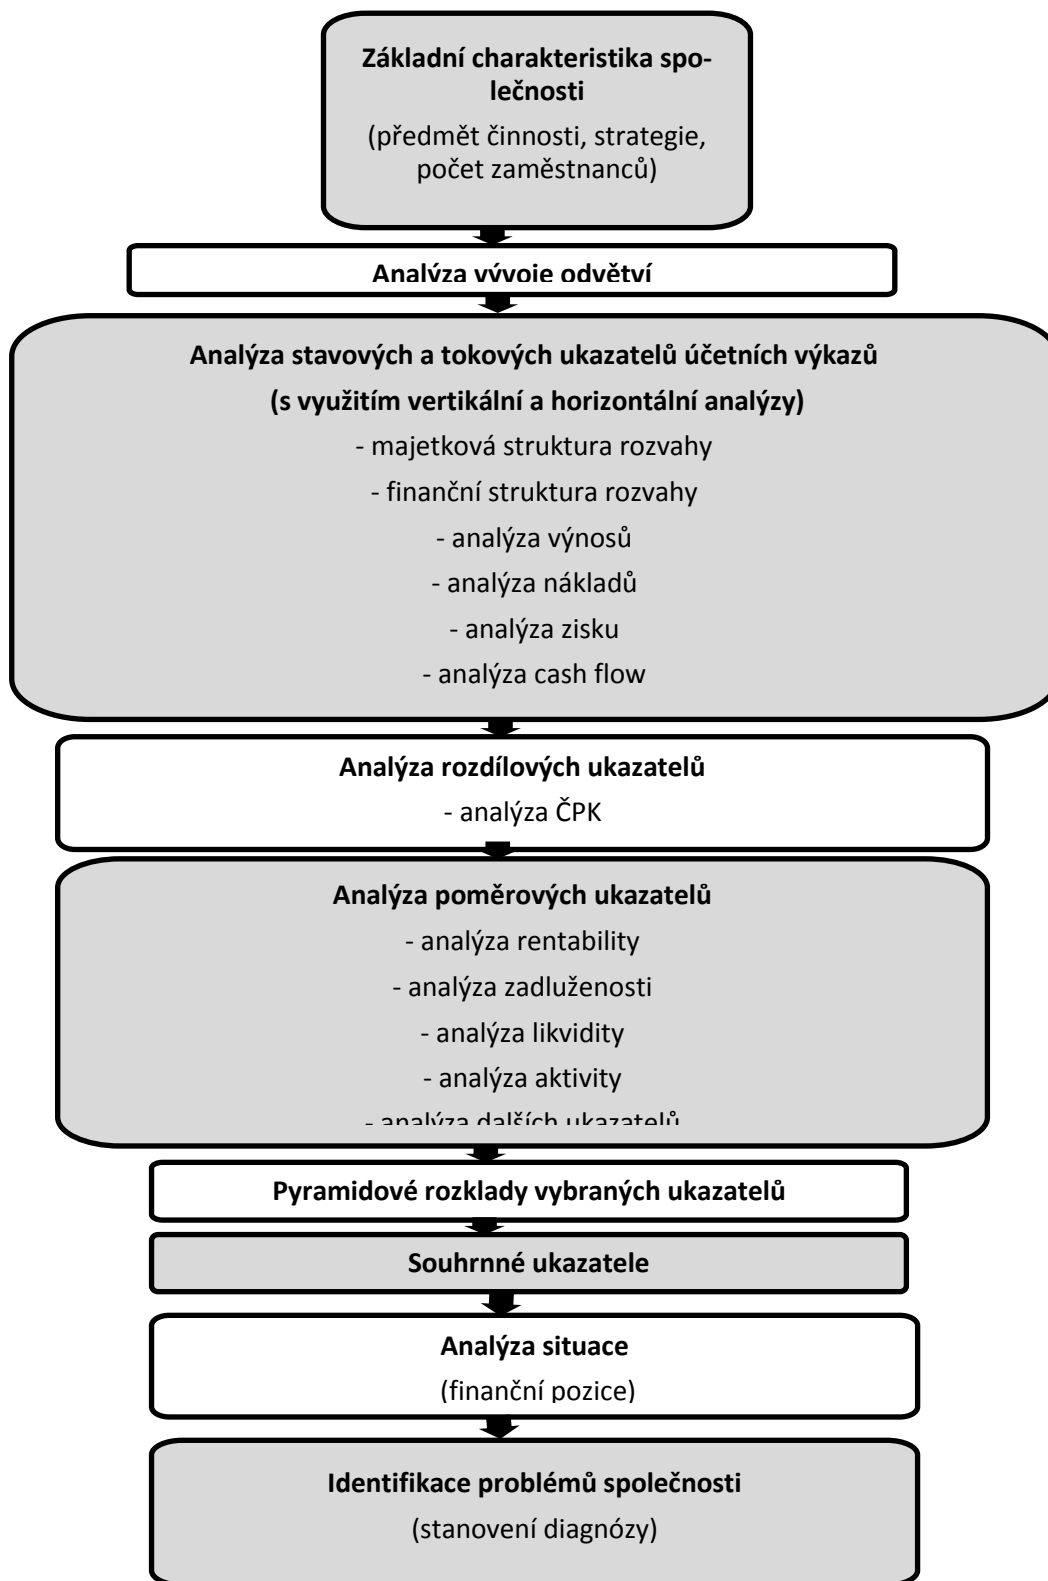 Základní charakteristika spo-
lečnosti
(předmět činnosti, strategie,
počet zaměstnanců)
Analýza vývoje odvětví
Analýza stavových a tokových ukazatelů účetních výkazů
(s využitím vertikální a horizontální analýzy)
- majetková struktura rozvahy
- finanční struktura rozvahy
- analýza výnosů
- analýza nákladů
- analýza zisku
- analýza cash flow
Analýza rozdílových ukazatelů
- analýza ČPK
Analýza poměrových ukazatelů
- analýza rentability
- analýza zadluženosti
- analýza likvidity
- analýza aktivity
- analýza dalších ukazatelů
Pyramidové rozklady vybraných ukazatelů
Souhrnné ukazatele
Analýza situace
(finanční pozice)
Identifikace problémů společnosti
(stanovení diagnózy)